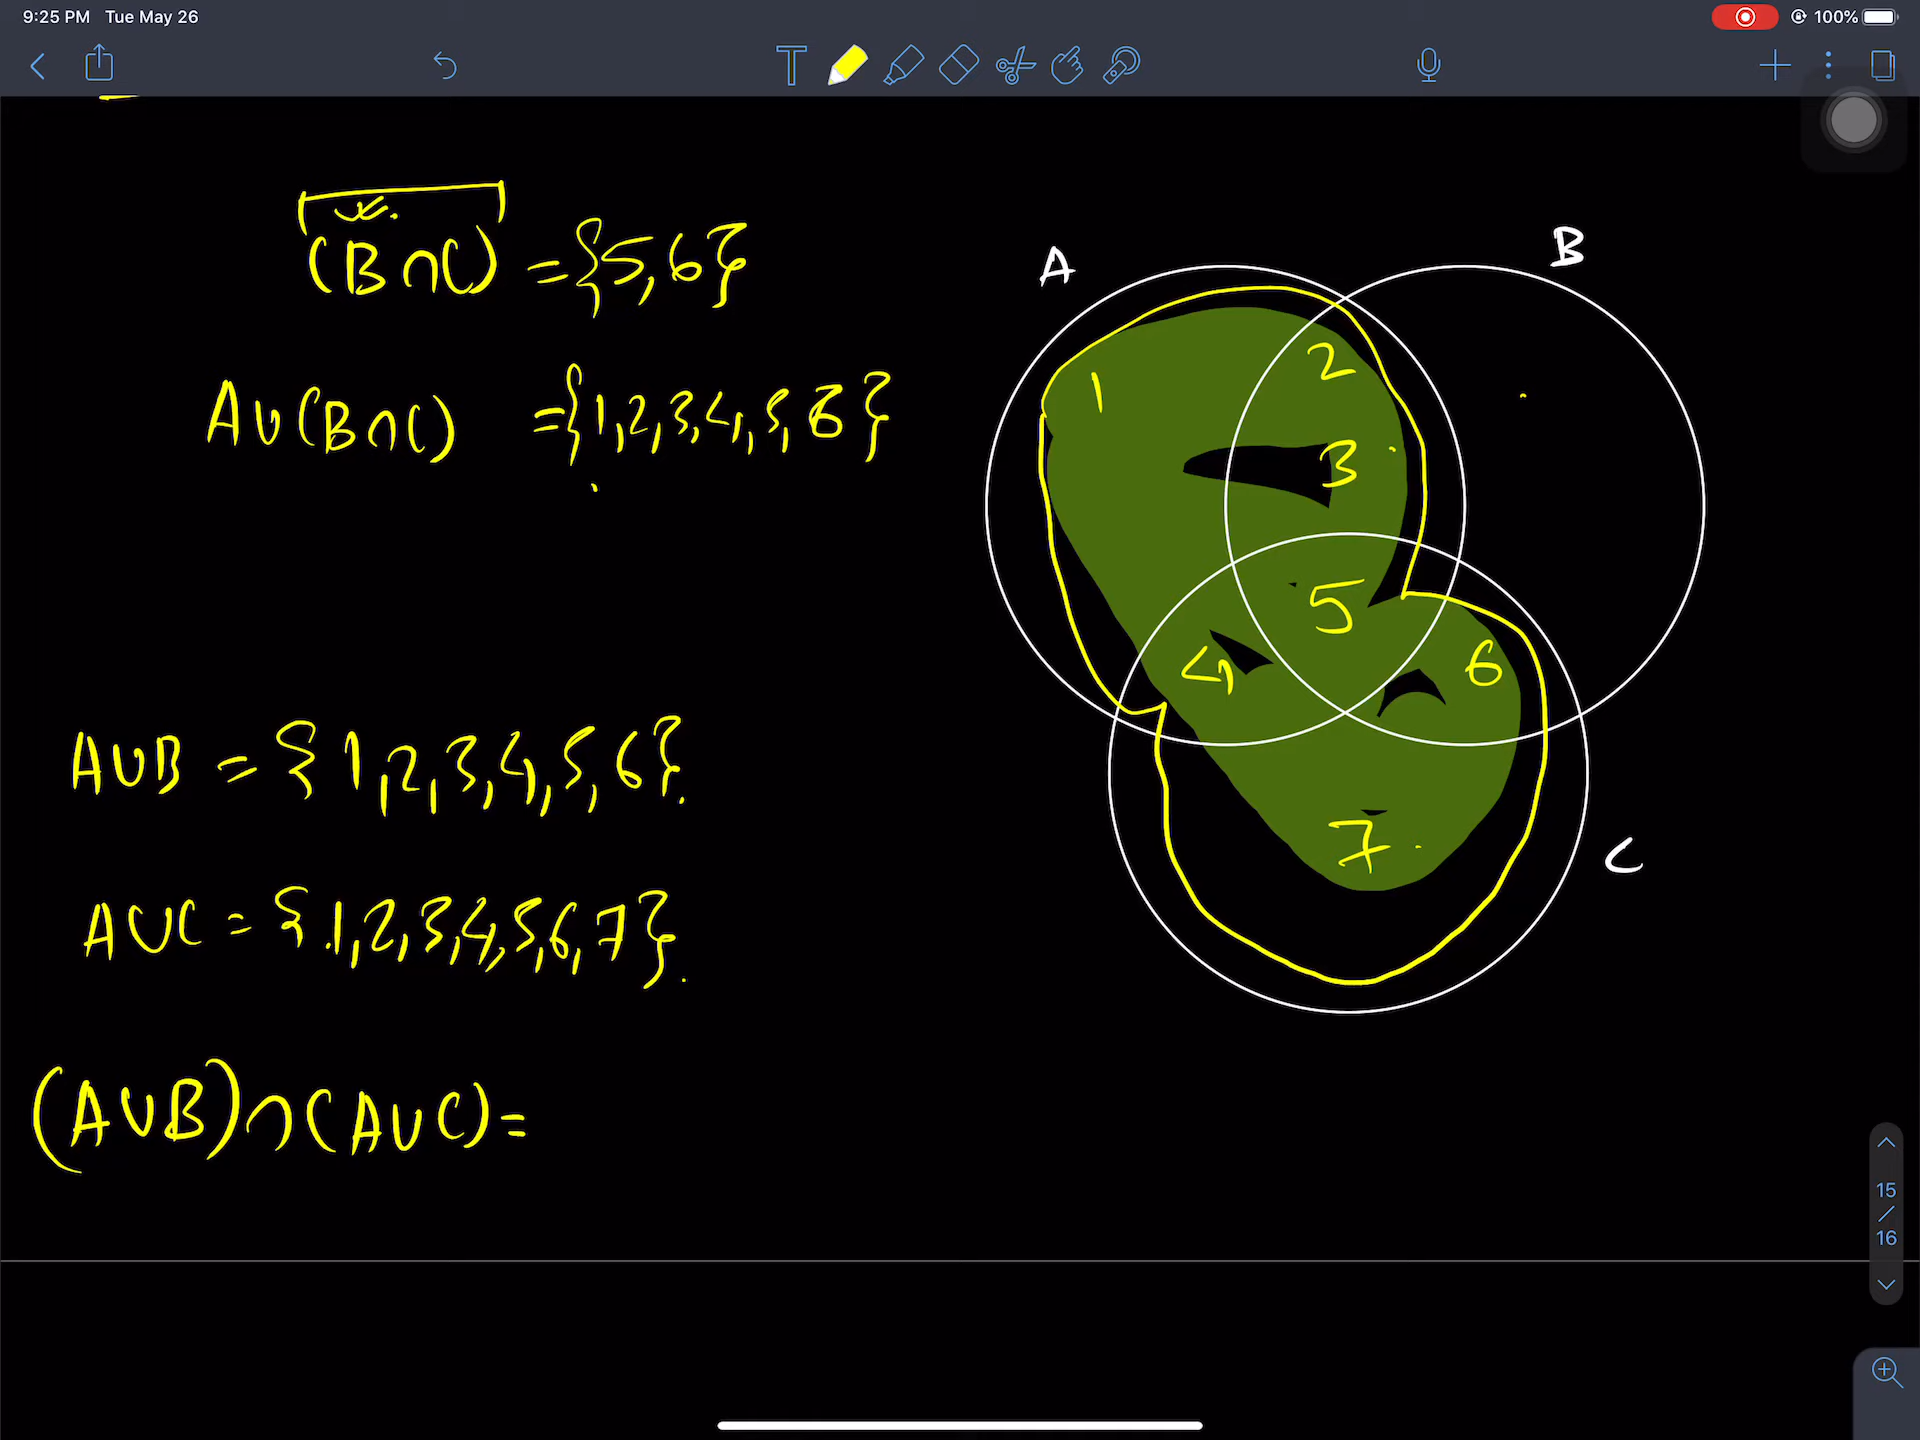 9:25 PM Tue May 26
100%
(B∩C) = {5,6}
A∪(B∩C) = {1,2,3,4,5,6}
A∪B = {1,2,3,4,5,6}.
A∪C = {1,2,3,4,5,6,7}.
(A∪B)∩(A∪C) =
A
B
1
2
3
5
4
6
7
C
15
/
16